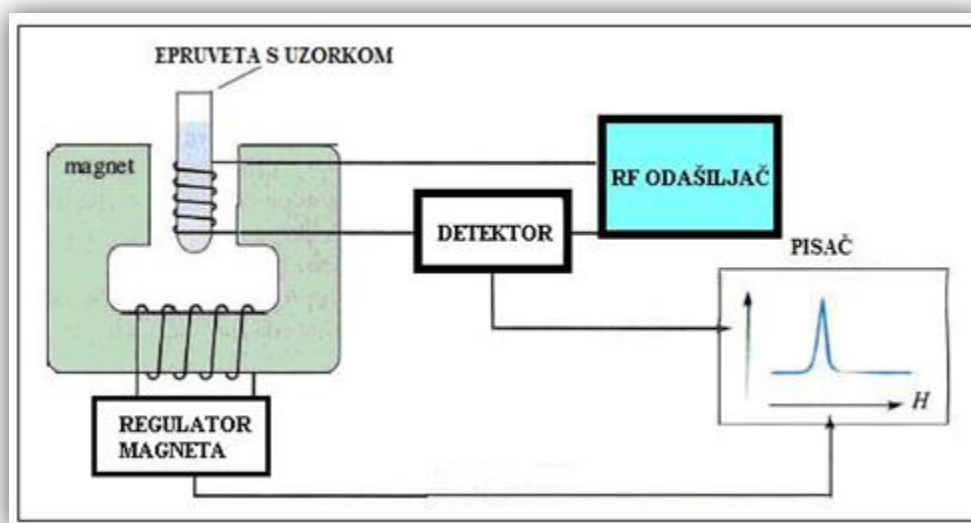 EPRUVETA S UZORKOM
magnet
RF ODAŠILJAČ
DETEKTOR
PISAČ
H
REGULATOR
MAGNETA